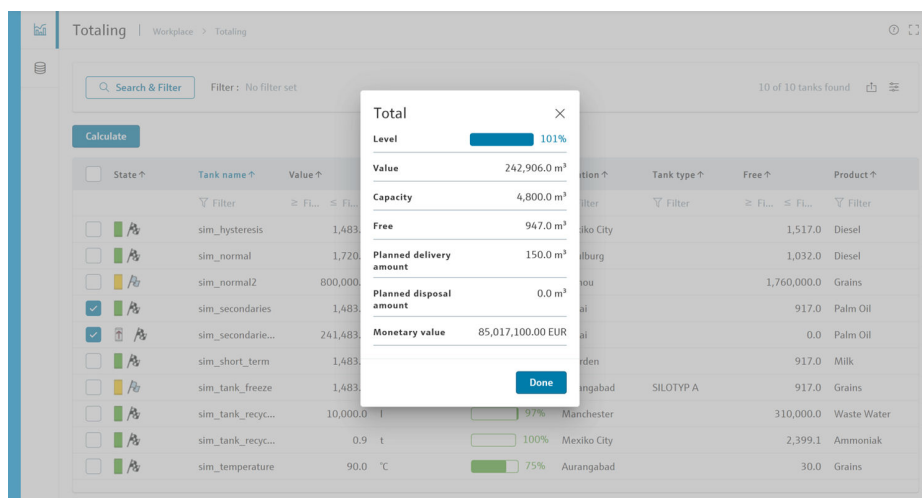 Totaling Workplace > Totaling
Search & Filter Filter : No filter set 10 of 10 tanks found
Calculate
Total
Level 101%
Value 242,906.0 m³
Capacity 4,800.0 m³
Free 947.0 m³
Planned delivery amount 150.0 m³
Planned disposal amount 0.0 m³
Monetary value 85,017,100.00 EUR
Done
State Tank name Value Tank type Free Product
Filter ≥ Fi... ≤ Fi... Filter ≥ Fi... ≤ Fi... Filter
sim_hysteresis 1,483. 1,517.0 Diesel
sim_normal 1,720. 1,032.0 Diesel
sim_normal2 800,000. 1,760,000.0 Grains
sim_secondaries 1,483. 917.0 Palm Oil
sim_secondarie... 241,483. 0.0 Palm Oil
sim_short_term 1,483. 917.0 Milk
sim_tank_freeze 1,483. SILOTYP A 917.0 Grains
sim_tank_recyc... 10,000.0 l 97% Manchester 310,000.0 Waste Water
sim_tank_recyc... 0.9 t 100% Mexiko City 2,399.1 Ammoniak
sim_temperature 90.0 °C 75% Aurangabad 30.0 Grains